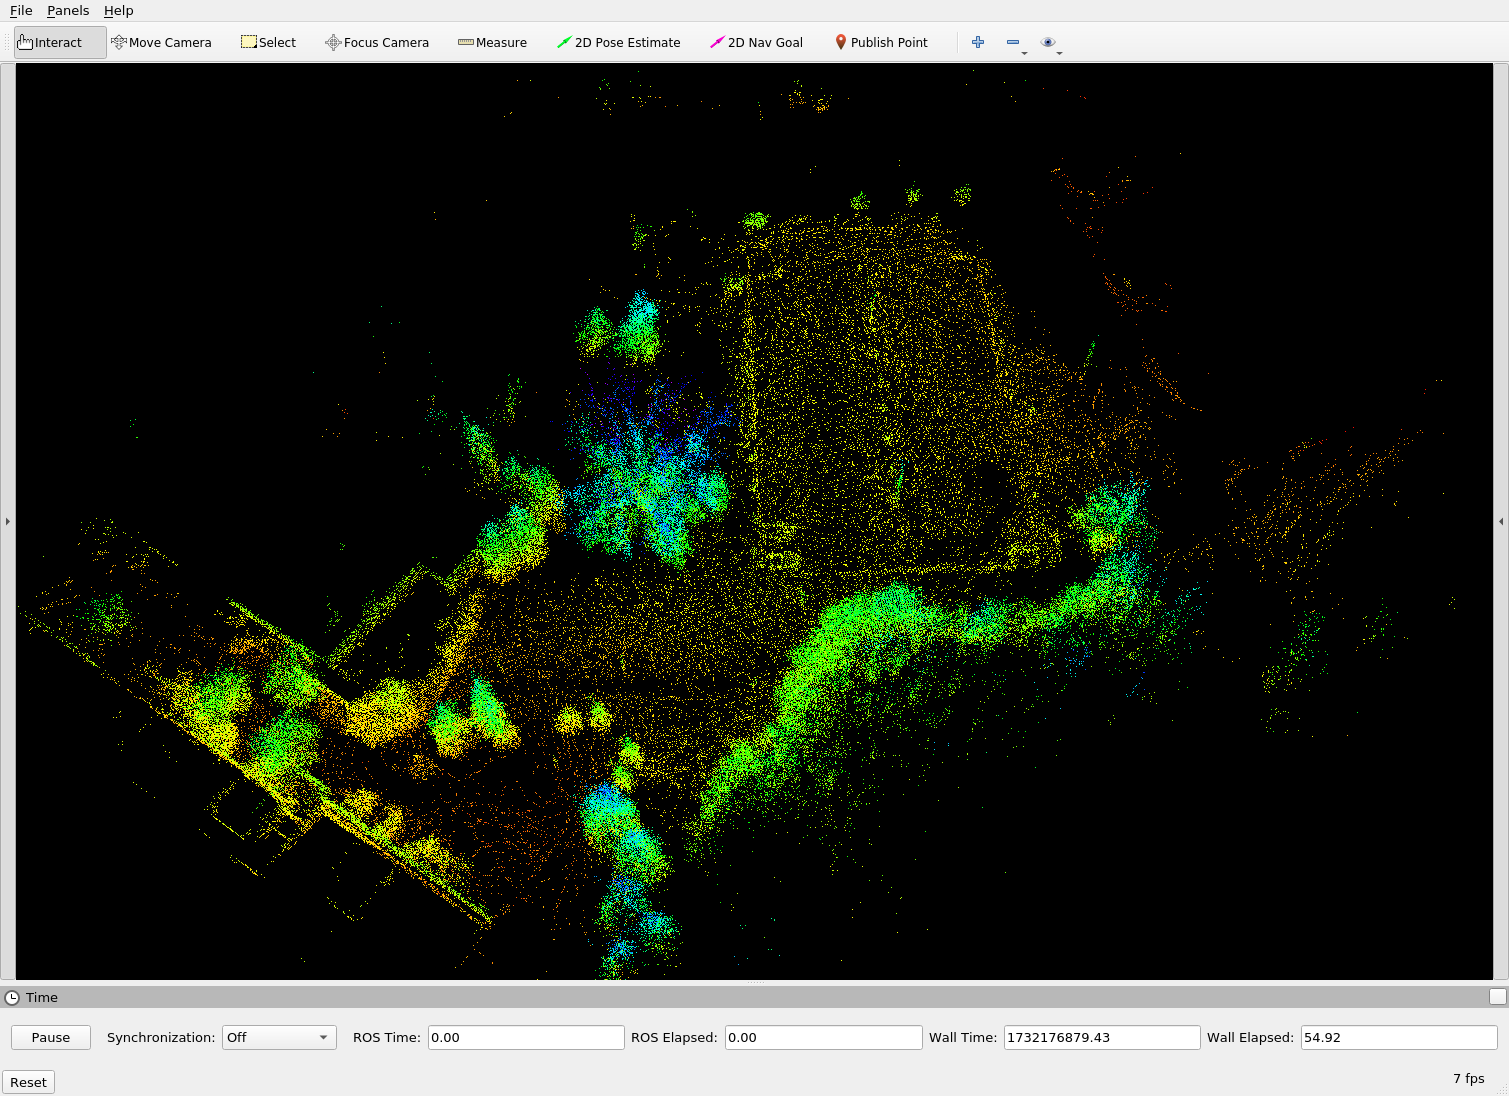 File Panels Help
Interact Move Camera Select Focus Camera Measure 2D Pose Estimate 2D Nav Goal Publish Point
Time
Pause Synchronization: Off ROS Time: 0.00 ROS Elapsed: 0.00 Wall Time: 1732176879.43 Wall Elapsed: 54.92
Reset 7 fps